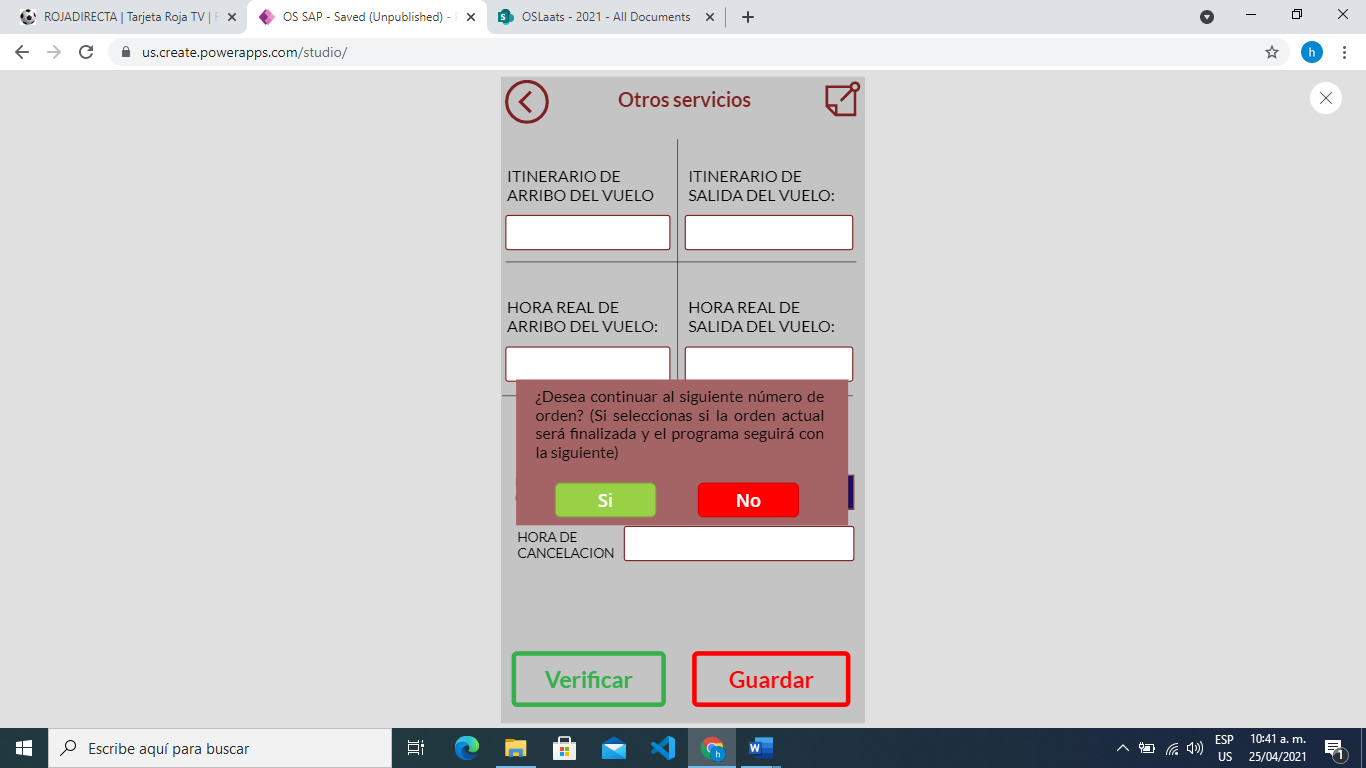 ROJADIRECTA | Tarjeta Roja TV |
OS SAP - Saved (Unpublished) -
OSLaats - 2021 - All Documents
us.create.powerapps.com/studio/
h
Otros servicios
ITINERARIO DE
ARRIBO DEL VUELO
ITINERARIO DE
SALIDA DEL VUELO:
HORA REAL DE
ARRIBO DEL VUELO:
HORA REAL DE
SALIDA DEL VUELO:
¿Desea continuar al siguiente número de
orden? (Si seleccionas si la orden actual
será finalizada y el programa seguirá con
la siguiente)
Si
No
HORA DE
CANCELACION
Verificar
Guardar
Escribe aquí para buscar
ESP
US
10:41 a. m.
25/04/2021
1